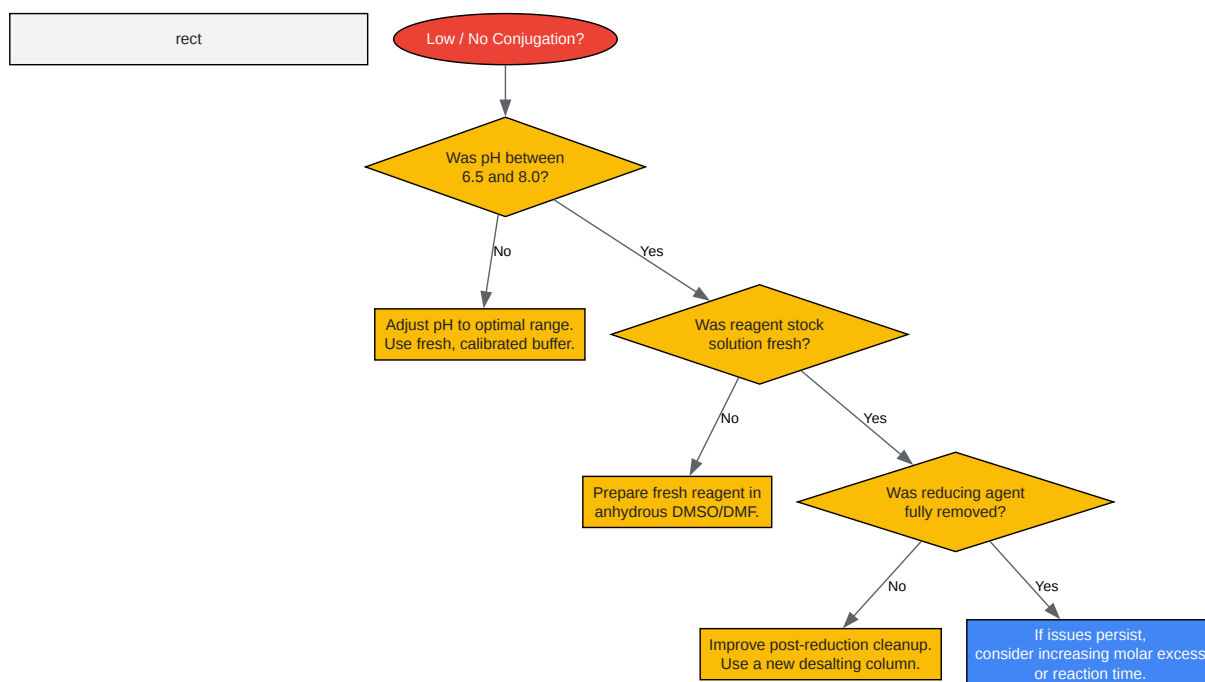 rect
Low / No Conjugation?
Was pH between
6.5 and 8.0?
No
Yes
Adjust pH to optimal range.
Use fresh, calibrated buffer.
Was reagent stock
solution fresh?
No
Yes
Prepare fresh reagent in
anhydrous DMSO/DMF.
Was reducing agent
fully removed?
No
Yes
Improve post-reduction cleanup.
Use a new desalting column.
If issues persist,
consider increasing molar excess
or reaction time.